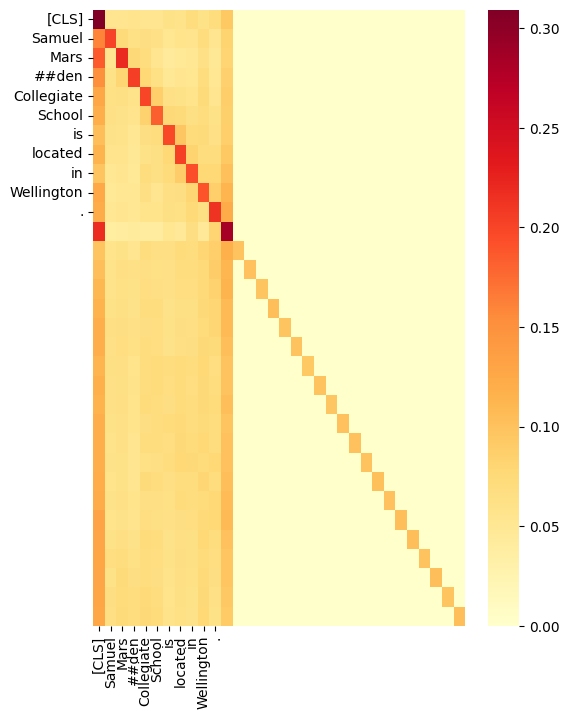 [CLS]
Samuel
Mars
##den
Collegiate
School
is
located
in
Wellington
.
0.30
0.25
0.20
0.15
0.10
0.05
0.00
[CLS]
Samuel
Mars
##den
Collegiate
School
is
located
in
Wellington
.